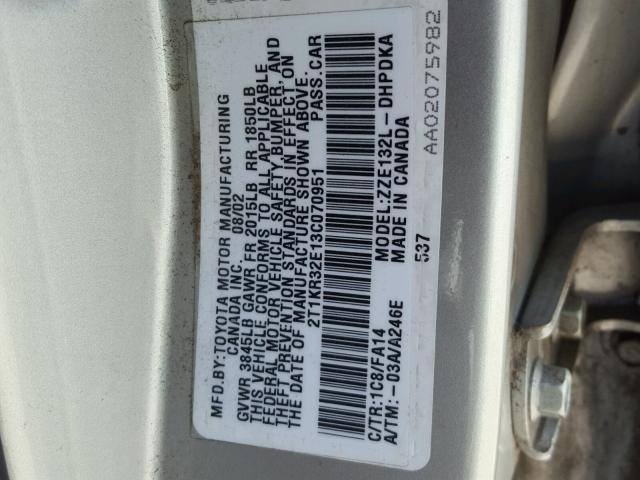 MFD.BY:TOYOTA MOTOR MANUFACTURING
CANADA INC. 08/02
GVWR 3845LB GAWR FR 2015LB RR 1850LB
THIS VEHICLE CONFORMS TO ALL APPLICABLE
FEDERAL MOTOR VEHICLE SAFETY, BUMPER, AND
THEFT PREVENTION STANDARDS IN EFFECT ON
THE DATE OF MANUFACTURE SHOWN ABOVE.
2T1KR32E13C070951 PASS.CAR
C/TR:1C8/FA14 MODEL:ZZE132L-DHPDKA
A/TM:-03A/A246E MADE IN CANADA
537
AA02075982